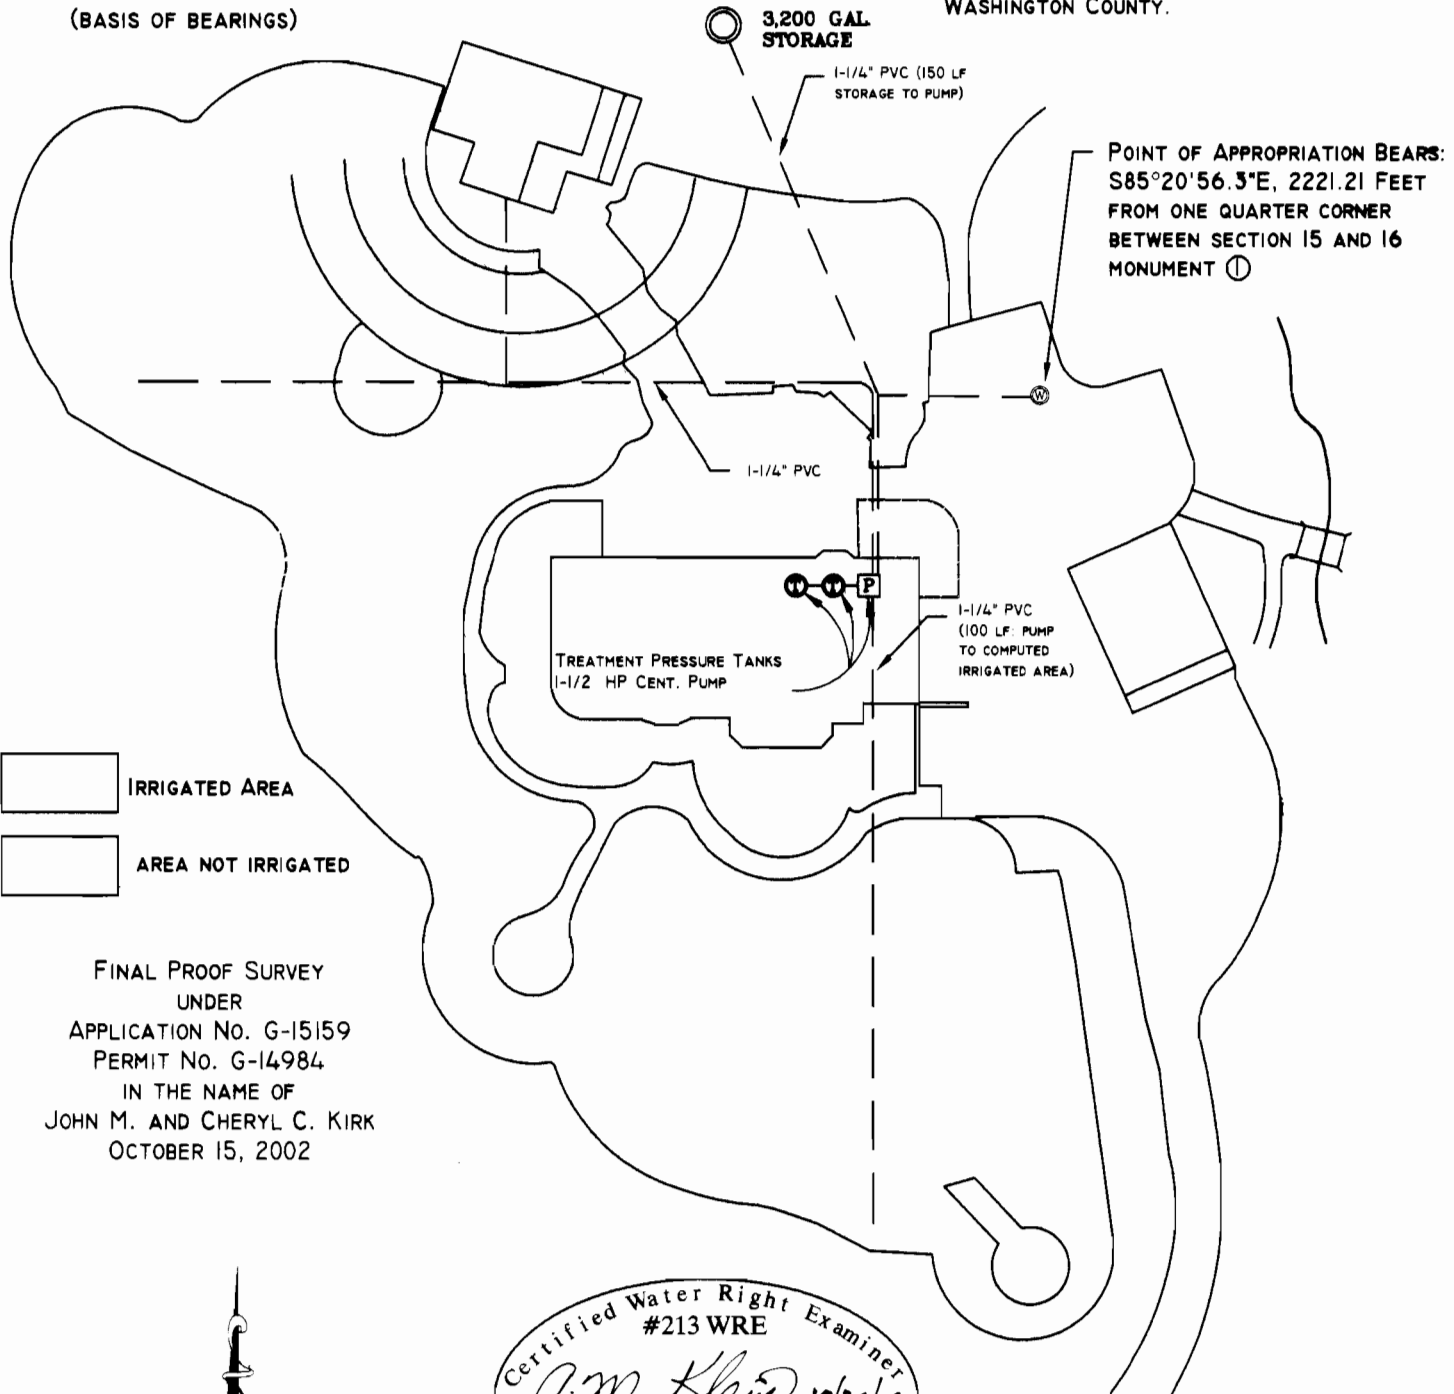 (BASIS OF BEARINGS)
WASHINGTON COUNTY.
3,200 GAL
STORAGE
1-1/4" PVC (150 LF
STORAGE TO PUMP)
POINT OF APPROPRIATION BEARS:
S85°20'56.3"E, 2221.21 FEET
FROM ONE QUARTER CORNER
BETWEEN SECTION 15 AND 16
MONUMENT ①
W
1-1/4" PVC
T T P
1-1/4" PVC
(100 LF: PUMP
TO COMPUTED
IRRIGATED AREA)
TREATMENT PRESSURE TANKS
1-1/2 HP CENT. PUMP
IRRIGATED AREA
AREA NOT IRRIGATED
FINAL PROOF SURVEY
UNDER
APPLICATION NO. G-15159
PERMIT NO. G-14984
IN THE NAME OF
JOHN M. AND CHERYL C. KIRK
OCTOBER 15, 2002
Certified Water Right Examiner
#213 WRE